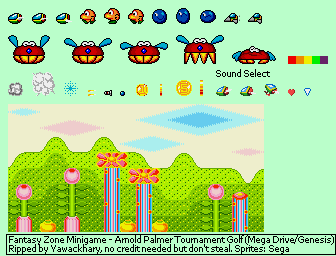 Sound Select
Fantasy Zone Minigame - Arnold Palmer Tournament Golf (Mega Drive/Genesis)
Ripped by Yawackhary, no credit needed but don't steal. Sprites: Sega